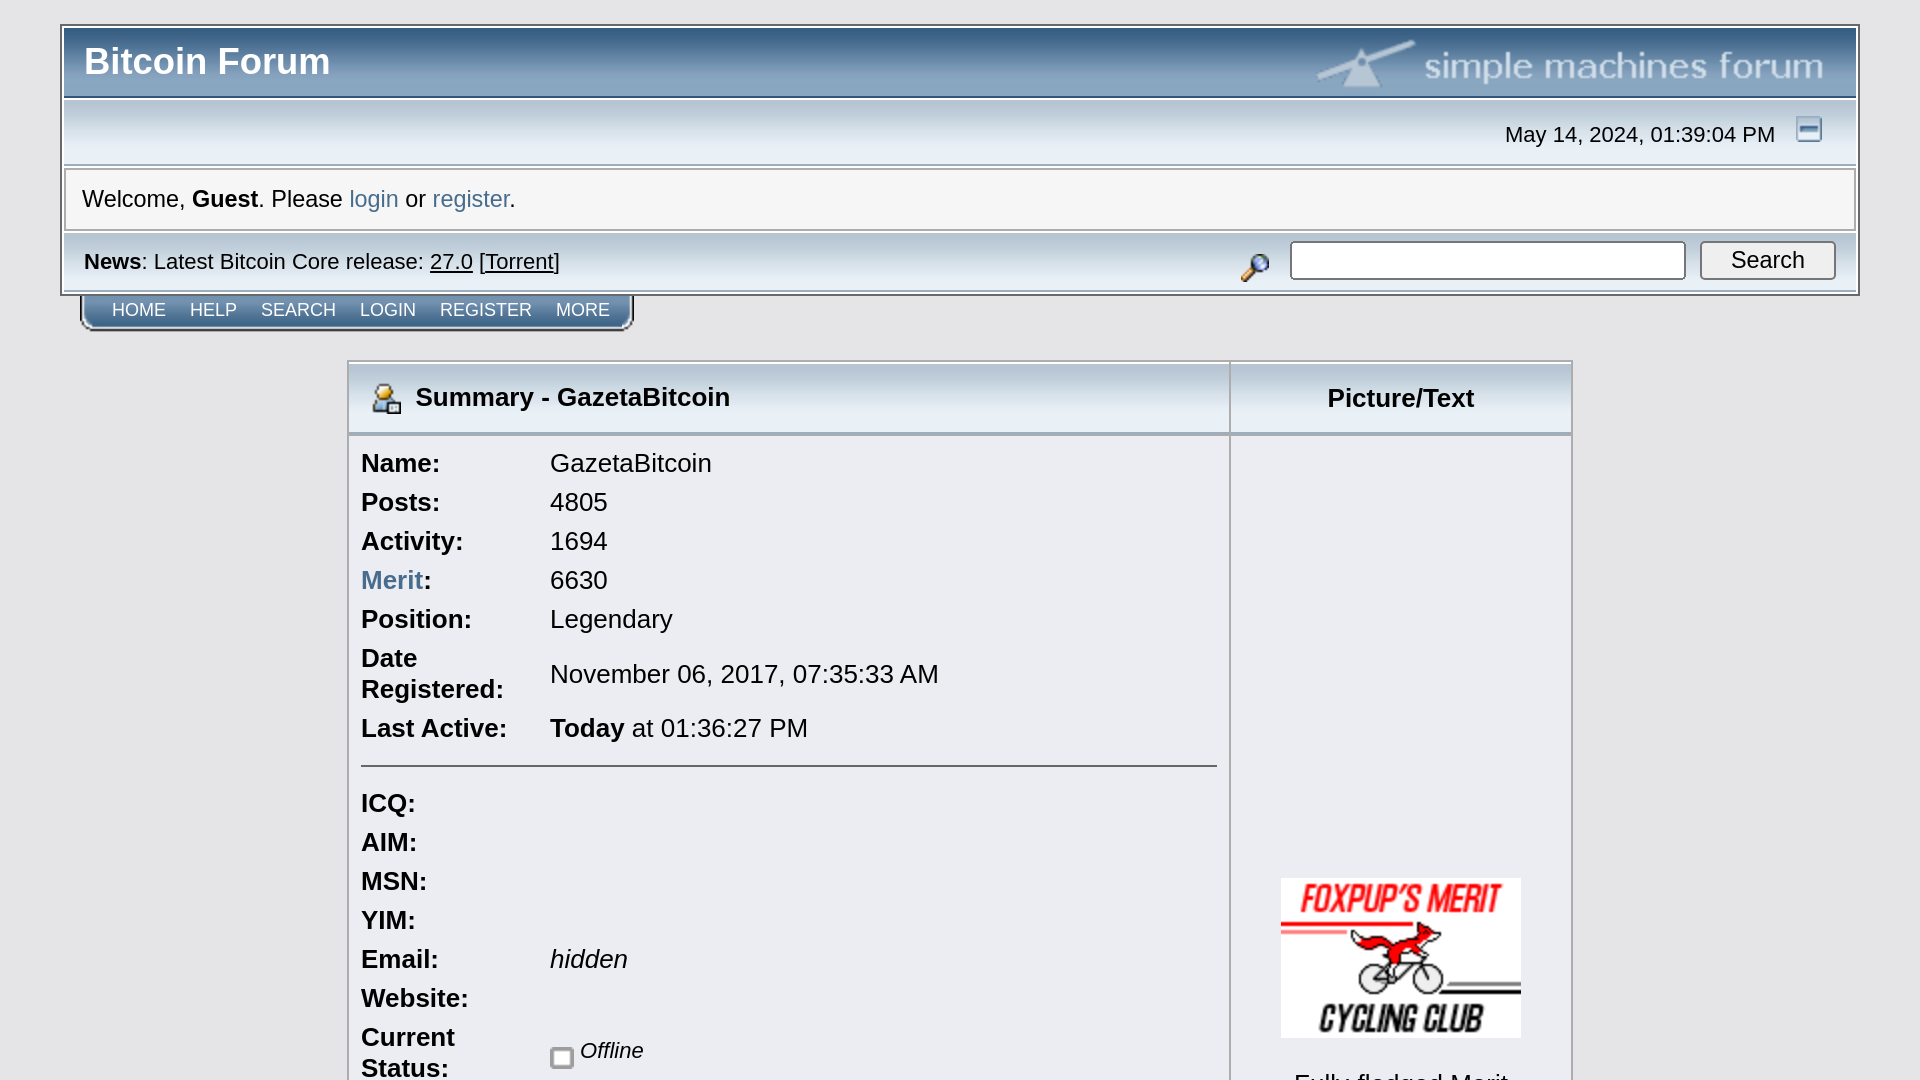 Bitcoin Forum
simple machines forum
May 14, 2024, 01:39:04 PM
Welcome, Guest. Please login or register.
News: Latest Bitcoin Core release: 27.0 [Torrent]
Search
HOME HELP SEARCH LOGIN REGISTER MORE
Summary - GazetaBitcoin
Picture/Text
Name: GazetaBitcoin
Posts: 4805
Activity: 1694
Merit: 6630
Position: Legendary
Date
Registered: November 06, 2017, 07:35:33 AM
Last Active: Today at 01:36:27 PM
ICQ:
AIM:
MSN:
YIM:
Email: hidden
Website:
Current
Status: Offline
FOXPUP'S MERIT
CYCLING CLUB
Fully fledged Merit